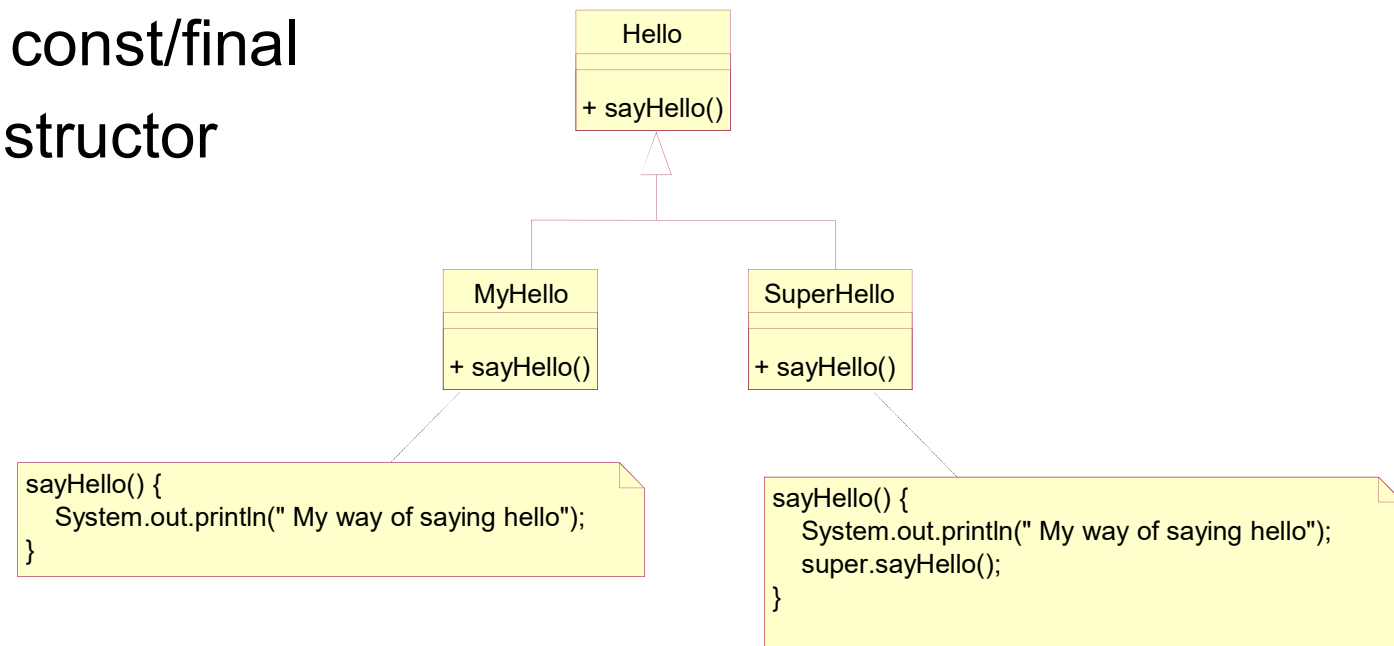 const/final
structor
Hello
+ sayHello()
MyHello
+ sayHello()
SuperHello
+ sayHello()
sayHello() {
System.out.println(" My way of saying hello");
}
sayHello() {
System.out.println(" My way of saying hello");
super.sayHello();
}